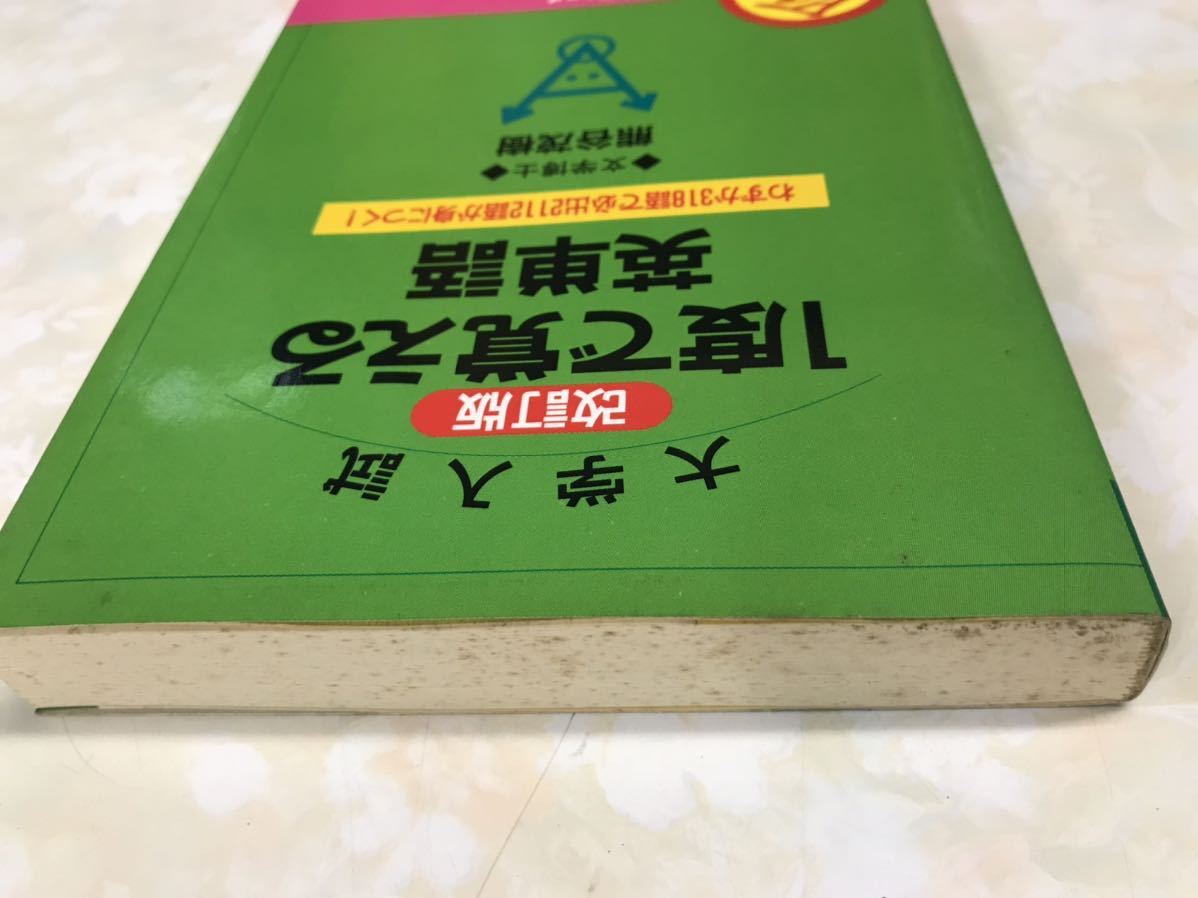 大学入試
改訂版
1度で覚える
英単語
わずか318語で必出2112語が身につく!
◆文学博士◆
熊谷茂樹